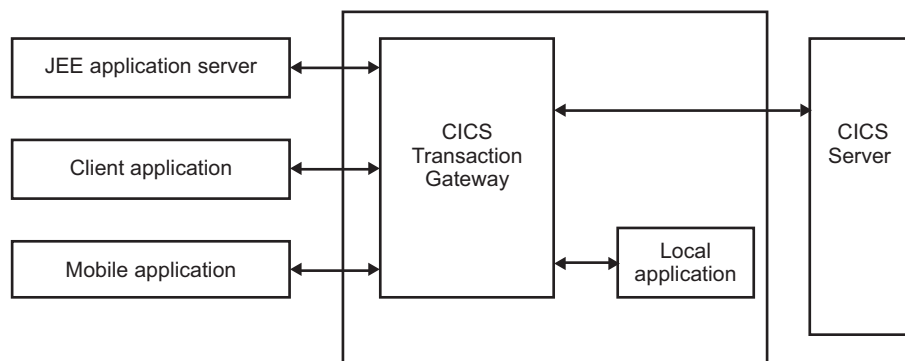 JEE application server
Client application
Mobile application
CICS
Transaction
Gateway
Local
application
CICS
Server